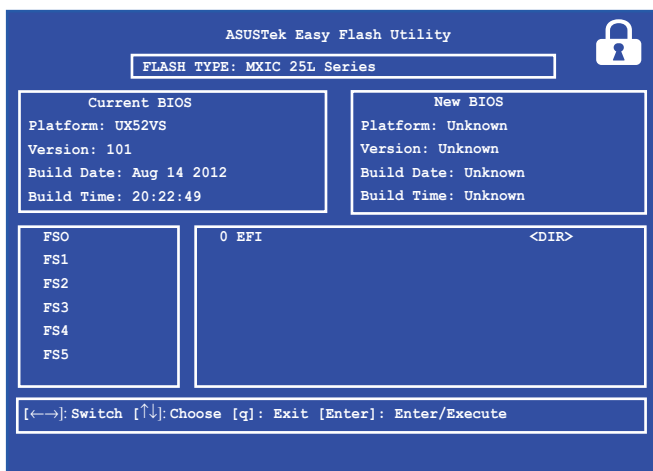 ASUSTek Easy Flash Utility
FLASH TYPE: MXIC 25L Series
Current BIOS
Platform: UX52VS
Version: 101
Build Date: Aug 14 2012
Build Time: 20:22:49
New BIOS
Platform: Unknown
Version: Unknown
Build Date: Unknown
Build Time: Unknown
FSO
FS1
FS2
FS3
FS4
FS5
0 EFI <DIR>
[←→]: Switch [↑↓]: Choose [q]: Exit [Enter]: Enter/Execute